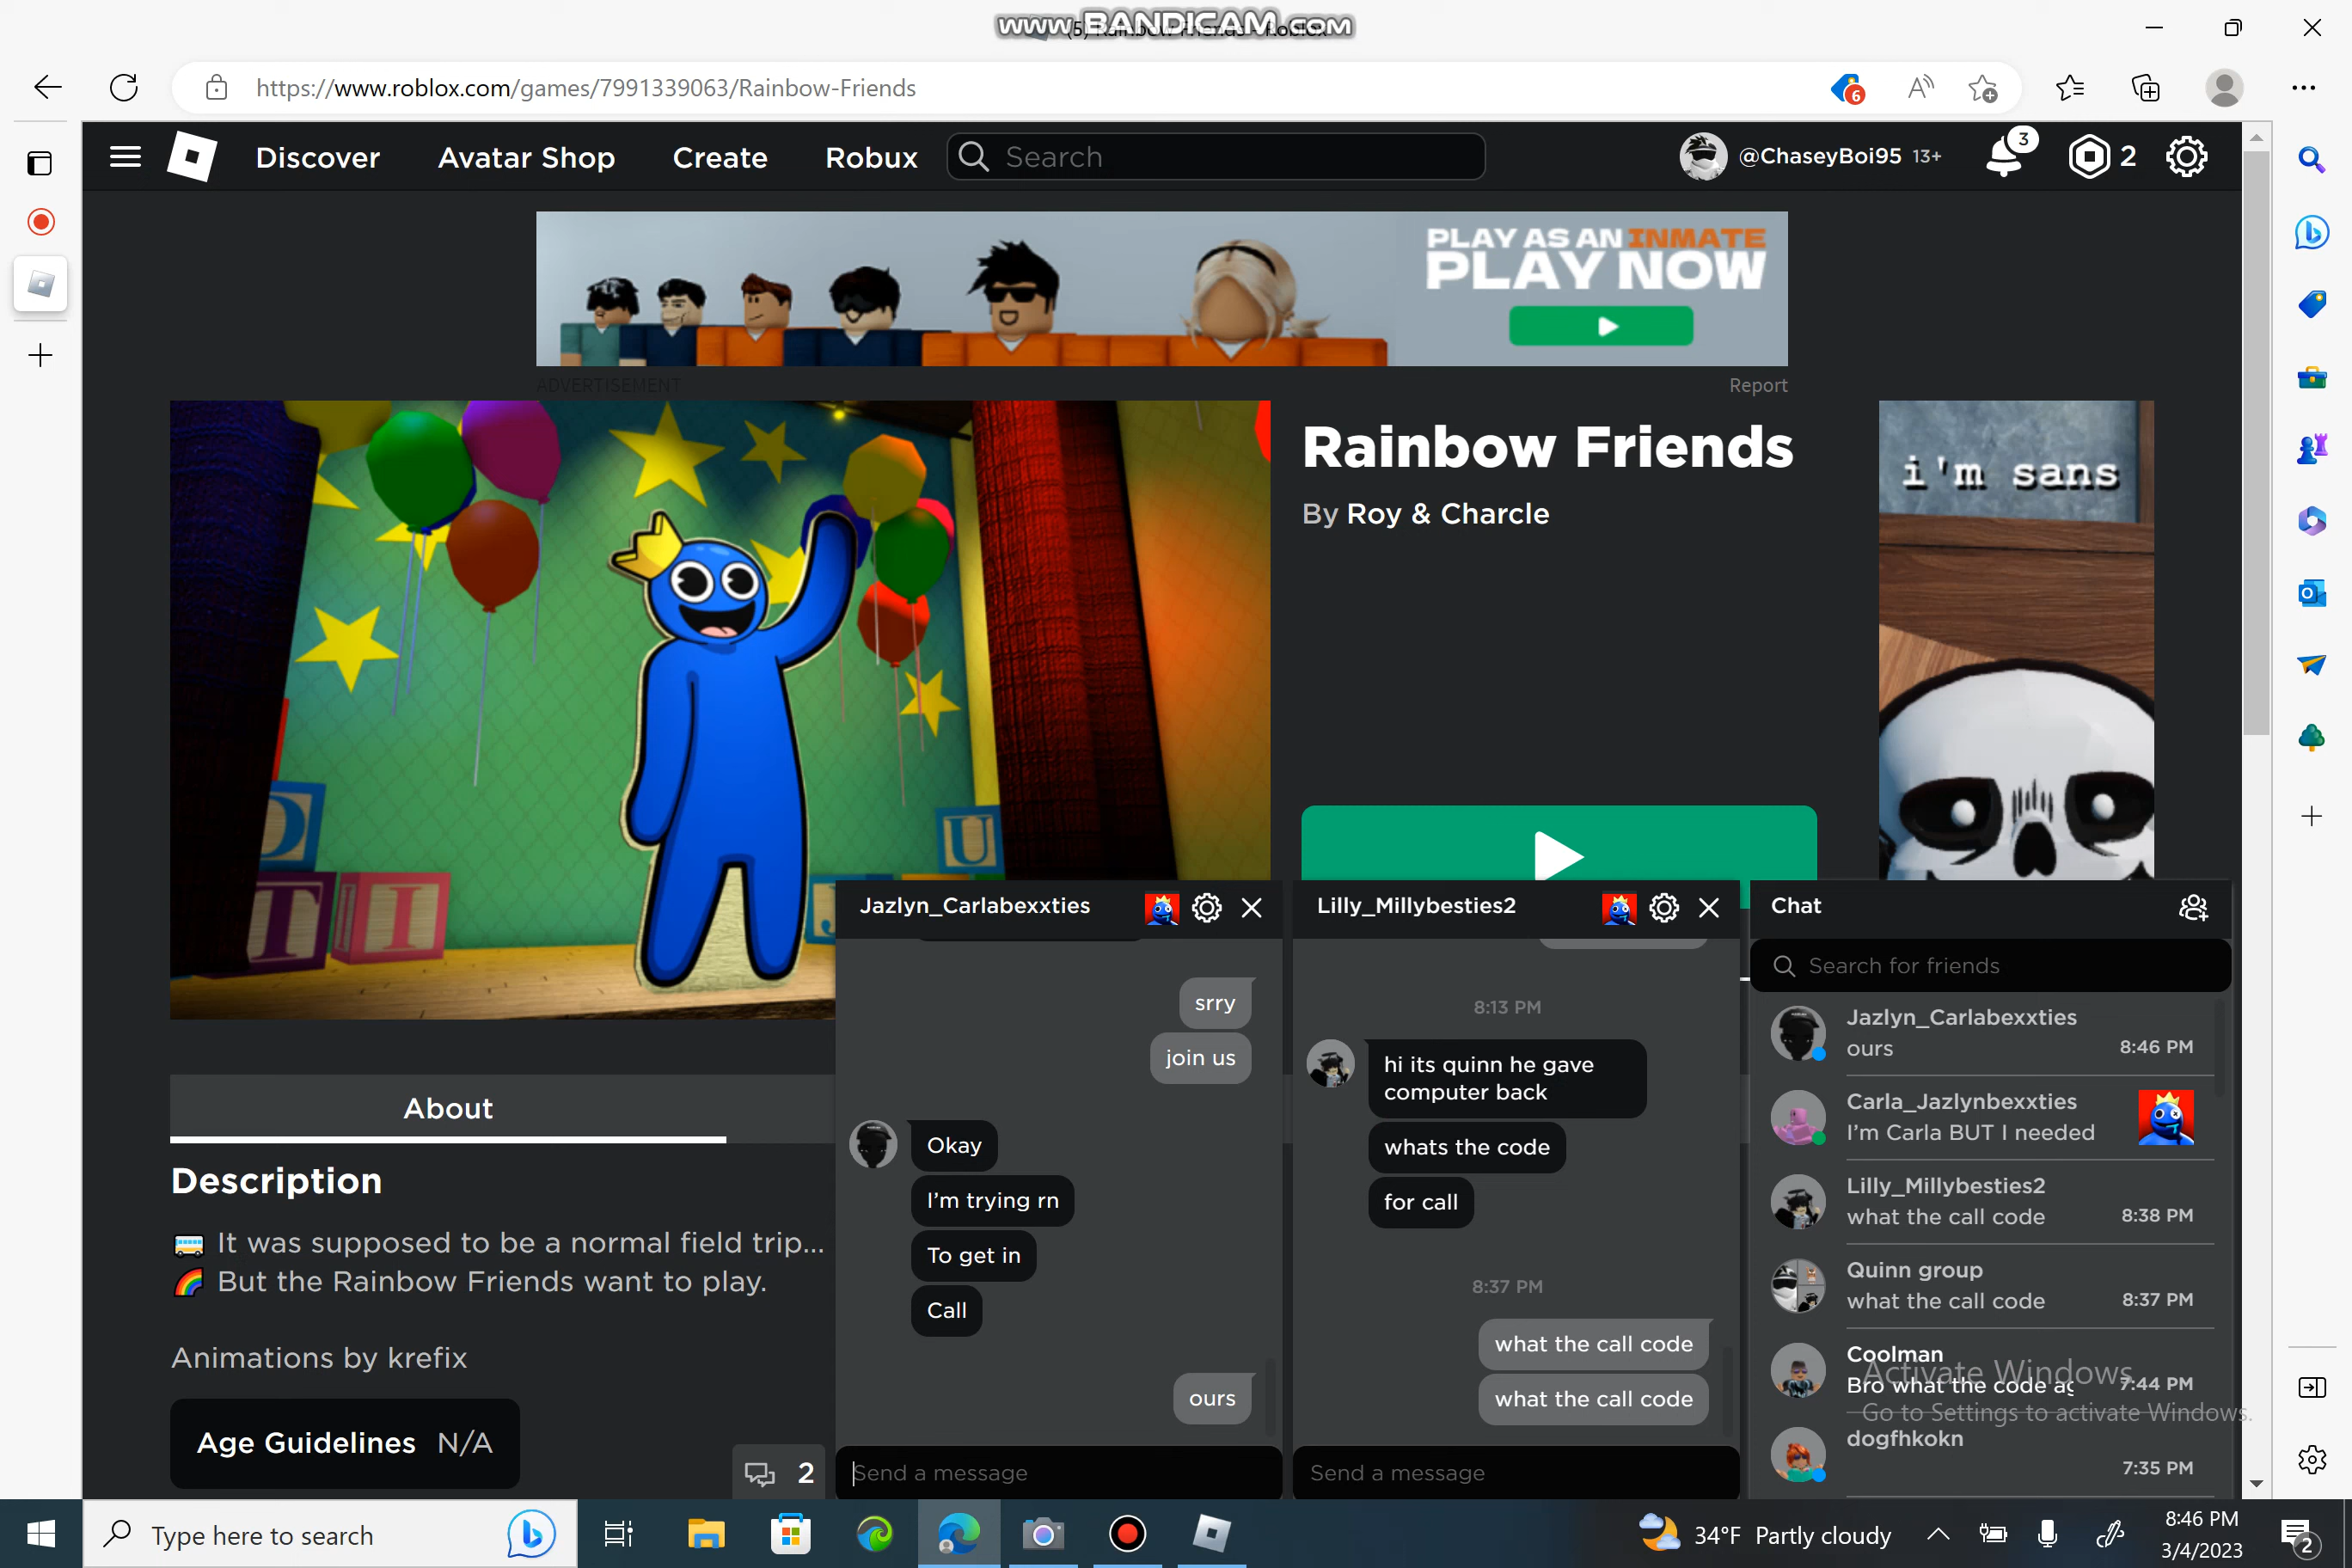 www.BANDICAM.com
(5) Rainbow Friends - Roblox
https://www.roblox.com/games/7991339063/Rainbow-Friends
6
Discover
Avatar Shop
Create
Robux
Search
@ChaseyBoi95 13+
3
2
PLAY AS AN INMATE
PLAY NOW
ADVERTISEMENT
Report
Rainbow Friends
By Roy & Charcle
i'm sans
U
T I
About
Description
It was supposed to be a normal field trip...
But the Rainbow Friends want to play.
Animations by krefix
Age Guidelines N/A
2
Jazlyn_Carlabexxties
srry
join us
Okay
I'm trying rn
To get in
Call
ours
Send a message
Lilly_Millybesties2
8:13 PM
hi its quinn he gave
computer back
whats the code
for call
8:37 PM
what the call code
what the call code
Send a message
Chat
Search for friends
Jazlyn_Carlabexxties
ours 8:46 PM
Carla_Jazlynbexxties
I'm Carla BUT I needed
Lilly_Millybesties2
what the call code 8:38 PM
Quinn group
what the call code 8:37 PM
Coolman
Bro what the code 7:44 PM
dogfhkokn
7:35 PM
Activate Windows
Go to Settings to activate Windows.
Type here to search
34°F Partly cloudy
8:46 PM
3/4/2023
2